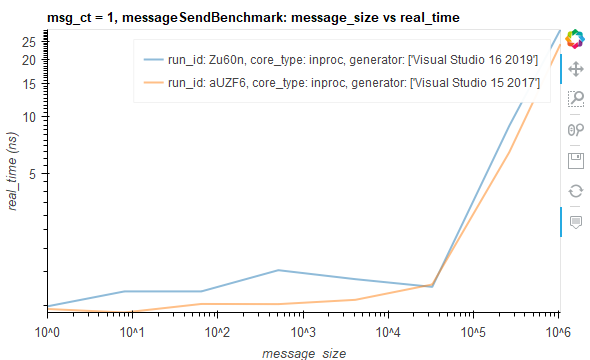 msg_ct = 1, messageSendBenchmark: message_size vs real_time
run_id: Zu60n, core_type: inproc, generator: ['Visual Studio 16 2019']
run_id: aUZF6, core_type: inproc, generator: ['Visual Studio 15 2017']
25
20
15
10
5
real_time (ns)
10^0
10^1
10^2
10^3
10^4
10^5
10^6
message_size